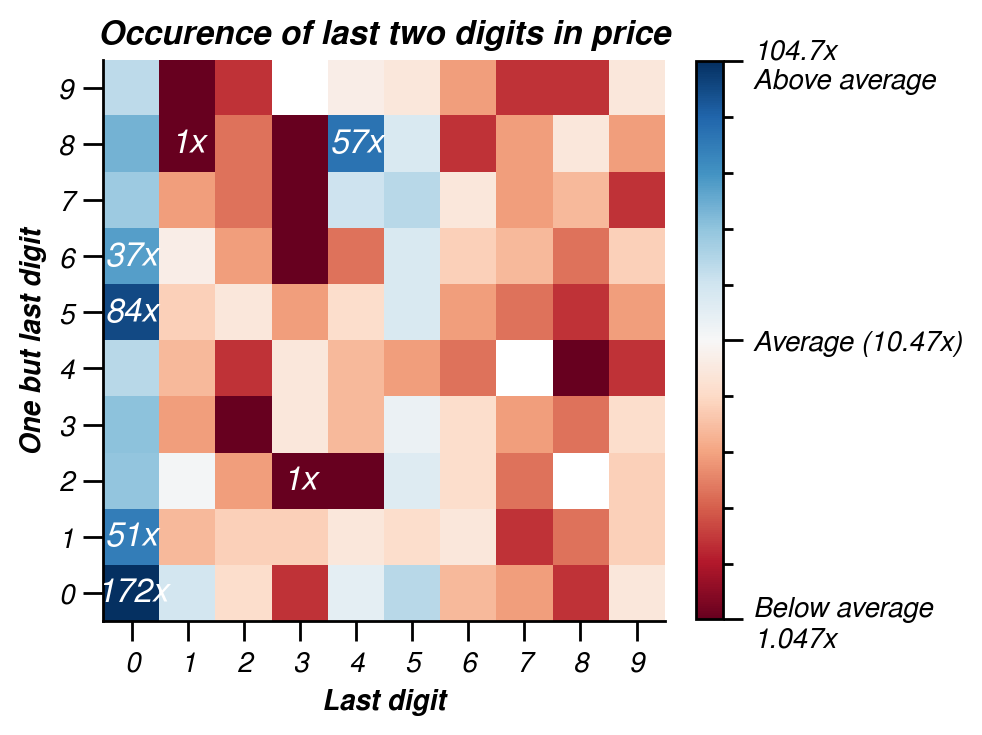 Occurence of last two digits in price
104.7x
Above average
9
8
1x
57x
7
6
37x
5
84x
4
Average (10.47x)
3
2
1x
1
51x
0
172x
Below average
1.047x
0 1 2 3 4 5 6 7 8 9
Last digit
One but last digit